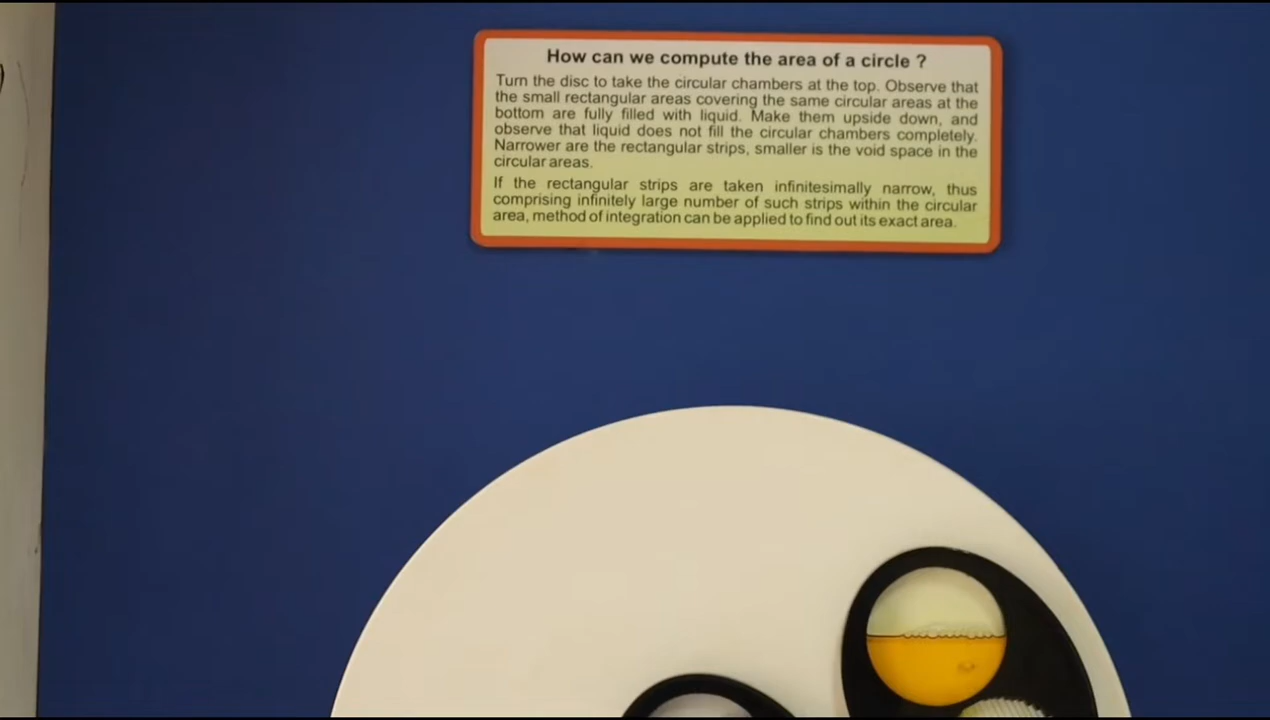 How can we compute the area of a circle ?
Turn the disc to take the circular chambers at the top. Observe that
the small rectangular areas covering the same circular areas at the
bottom are fully filled with liquid. Make them upside down, and
observe that liquid does not fill the circular chambers completely.
Narrower are the rectangular strips, smaller is the void space in the
circular areas.
If the rectangular strips are taken infinitesimally narrow, thus
comprising infinitely large number of such strips within the circular
area, method of integration can be applied to find out its exact area.